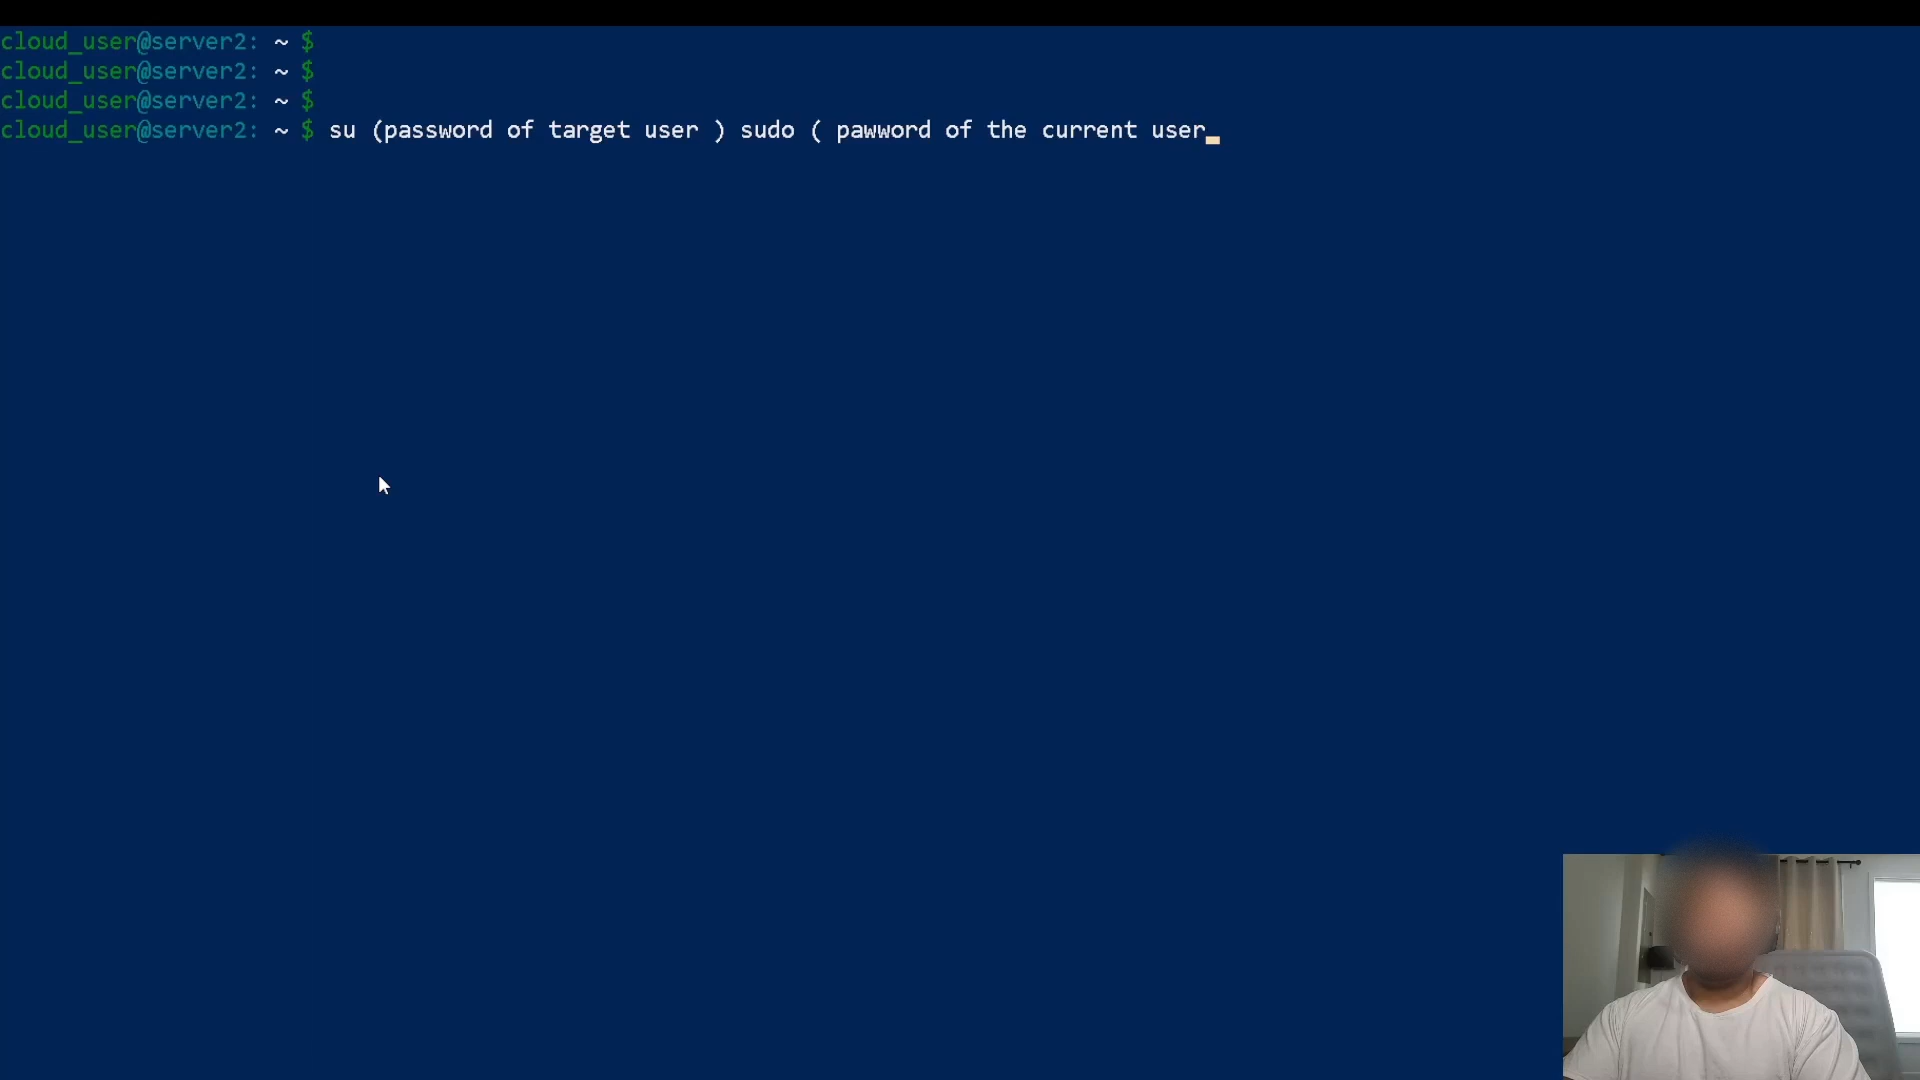 cloud_user@server2: ~ $
cloud_user@server2: ~ $
cloud_user@server2: ~ $
cloud_user@server2: ~ $ su (password of target user ) sudo ( pawword of the current user